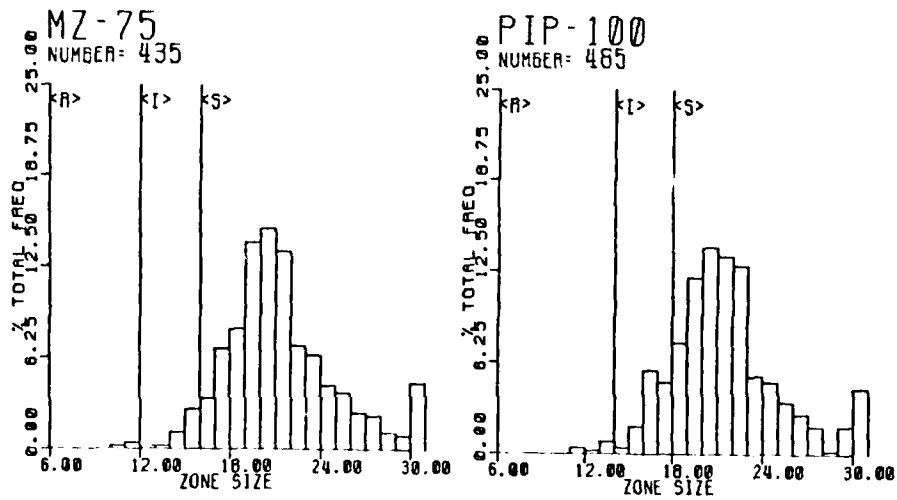 MZ-75
NUMBER= 435
25.00
18.75
12.50
6.25
0.00
% TOTAL FREQ
<R>
<I>
<S>
6.00 12.00 18.00 24.00 30.00
ZONE SIZE
PIP-100
NUMBER= 465
25.00
18.75
12.50
6.25
0.00
% TOTAL FREQ
<R>
<I>
<S>
6.00 12.00 18.00 24.00 30.00
ZONE SIZE